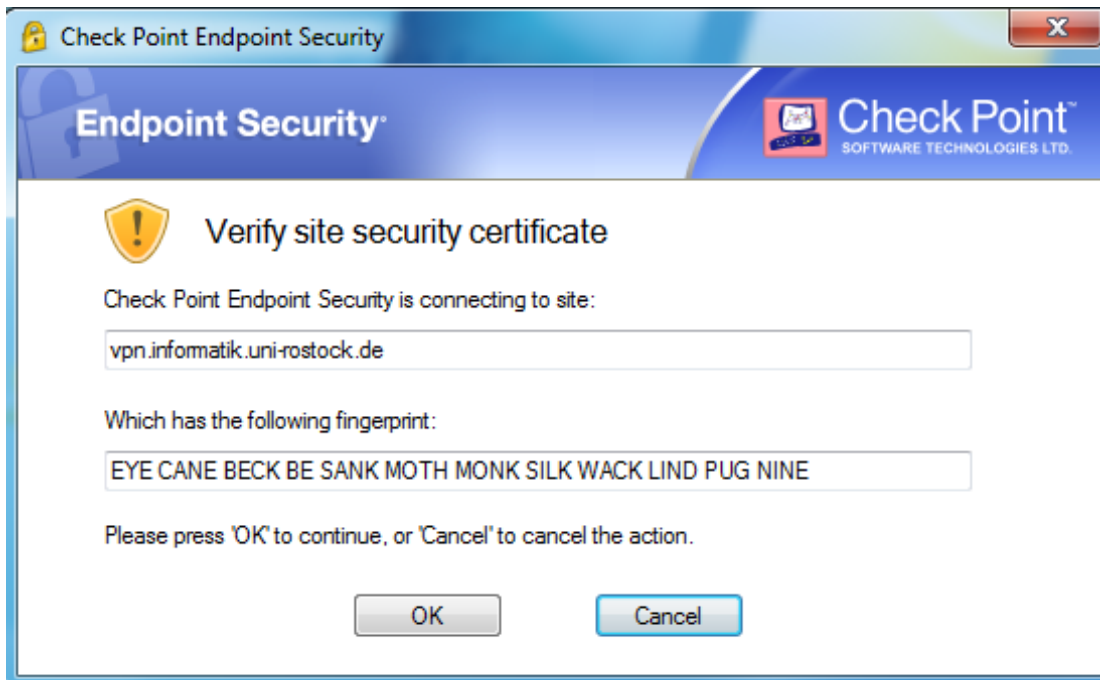 Check Point Endpoint Security
Endpoint Security
Check Point™
SOFTWARE TECHNOLOGIES LTD.
Verify site security certificate
Check Point Endpoint Security is connecting to site:
vpn.informatik.uni-rostock.de
Which has the following fingerprint:
EYE CANE BECK BE SANK MOTH MONK SILK WACK LIND PUG NINE
Please press 'OK' to continue, or 'Cancel' to cancel the action.
OK
Cancel